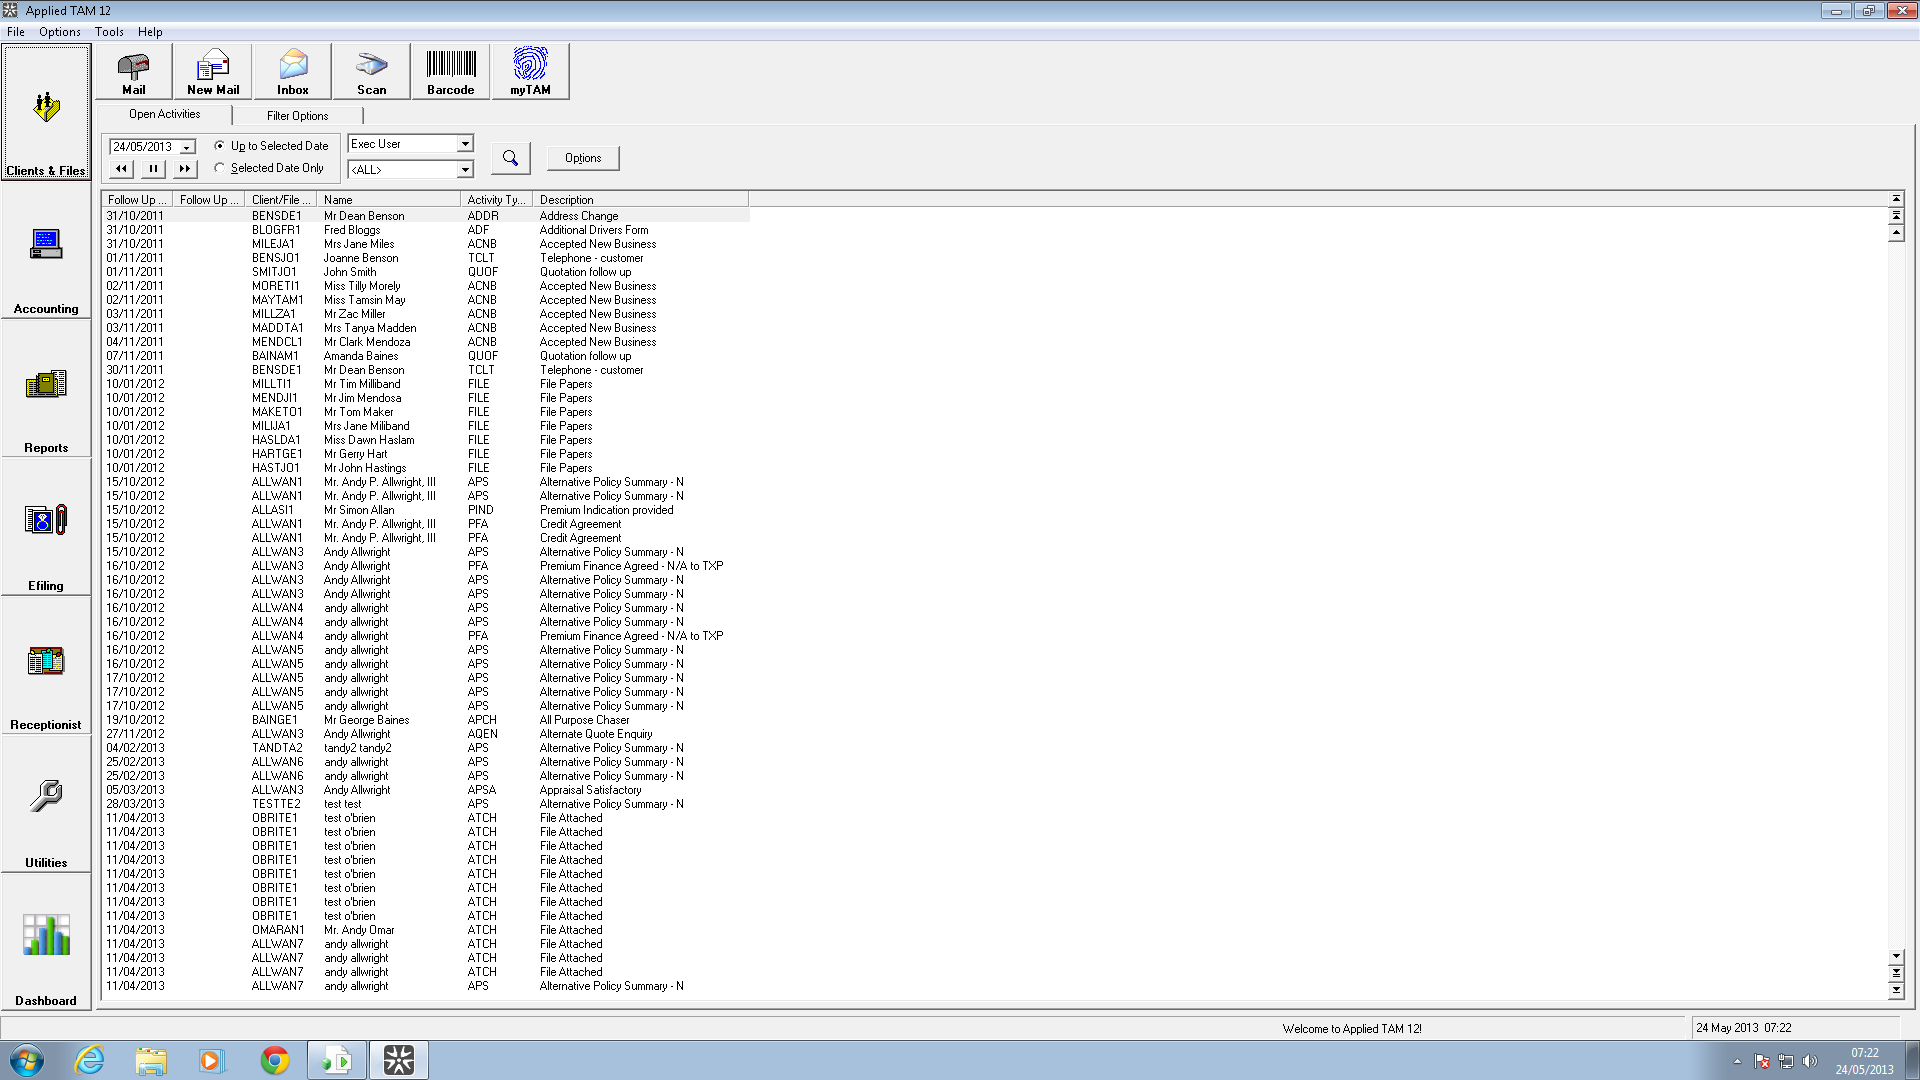 Applied TAM 12
File Options Tools Help
Mail New Mail Inbox Scan Barcode myTAM
Open Activities Filter Options
24/05/2013 Up to Selected Date Exec User
Selected Date Only <ALL> Options
Clients & Files
Accounting
Reports
Efiling
Receptionist
Utilities
Dashboard
Follow Up ... Follow Up ... Client/File ... Name Activity Ty... Description
31/10/2011 BENSDE1 Mr Dean Benson ADDR Address Change
31/10/2011 BLOGFR1 Fred Bloggs ADF Additional Drivers Form
31/10/2011 MILEJA1 Mrs Jane Miles ACNB Accepted New Business
01/11/2011 BENSJO1 Joanne Benson TCLT Telephone - customer
01/11/2011 SMITJO1 John Smith QUOF Quotation follow up
02/11/2011 MORETI1 Miss Tilly Morely ACNB Accepted New Business
02/11/2011 MAYTAM1 Miss Tamsin May ACNB Accepted New Business
03/11/2011 MILLZA1 Mr Zac Miller ACNB Accepted New Business
03/11/2011 MADDTA1 Mrs Tanya Madden ACNB Accepted New Business
04/11/2011 MENDCL1 Mr Clark Mendoza ACNB Accepted New Business
07/11/2011 BAINAM1 Amanda Baines QUOF Quotation follow up
30/11/2011 BENSDE1 Mr Dean Benson TCLT Telephone - customer
10/01/2012 MILLTI1 Mr Tim Milliband FILE File Papers
10/01/2012 MENDJI1 Mr Jim Mendosa FILE File Papers
10/01/2012 MAKETO1 Mr Tom Maker FILE File Papers
10/01/2012 MILIJA1 Mrs Jane Miliband FILE File Papers
10/01/2012 HASLDA1 Miss Dawn Haslam FILE File Papers
10/01/2012 HARTGE1 Mr Gerry Hart FILE File Papers
10/01/2012 HASTJO1 Mr John Hastings FILE File Papers
15/10/2012 ALLWAN1 Mr. Andy P. Allwright, III APS Alternative Policy Summary - N
15/10/2012 ALLWAN1 Mr. Andy P. Allwright, III APS Alternative Policy Summary - N
15/10/2012 ALLASI1 Mr Simon Allan PIND Premium Indication provided
15/10/2012 ALLWAN1 Mr. Andy P. Allwright, III PFA Credit Agreement
15/10/2012 ALLWAN1 Mr. Andy P. Allwright, III PFA Credit Agreement
15/10/2012 ALLWAN3 Andy Allwright APS Alternative Policy Summary - N
16/10/2012 ALLWAN3 Andy Allwright PFA Premium Finance Agreed - N/A to TXP
16/10/2012 ALLWAN3 Andy Allwright APS Alternative Policy Summary - N
16/10/2012 ALLWAN3 Andy Allwright APS Alternative Policy Summary - N
16/10/2012 ALLWAN4 andy allwright APS Alternative Policy Summary - N
16/10/2012 ALLWAN4 andy allwright APS Alternative Policy Summary - N
16/10/2012 ALLWAN4 andy allwright PFA Premium Finance Agreed - N/A to TXP
16/10/2012 ALLWAN5 andy allwright APS Alternative Policy Summary - N
16/10/2012 ALLWAN5 andy allwright APS Alternative Policy Summary - N
17/10/2012 ALLWAN5 andy allwright APS Alternative Policy Summary - N
17/10/2012 ALLWAN5 andy allwright APS Alternative Policy Summary - N
17/10/2012 ALLWAN5 andy allwright APS Alternative Policy Summary - N
19/10/2012 BAINGE1 Mr George Baines APCH All Purpose Chaser
27/11/2012 ALLWAN3 Andy Allwright AQEN Alternate Quote Enquiry
04/02/2013 TANDTA2 tandy2 tandy2 APS Alternative Policy Summary - N
25/02/2013 ALLWAN6 andy allwright APS Alternative Policy Summary - N
25/02/2013 ALLWAN6 andy allwright APS Alternative Policy Summary - N
05/03/2013 ALLWAN3 Andy Allwright APSA Appraisal Satisfactory
28/03/2013 TESTTE2 test test APS Alternative Policy Summary - N
11/04/2013 OBRITE1 test o'brien ATCH File Attached
11/04/2013 OBRITE1 test o'brien ATCH File Attached
11/04/2013 OBRITE1 test o'brien ATCH File Attached
11/04/2013 OBRITE1 test o'brien ATCH File Attached
11/04/2013 OBRITE1 test o'brien ATCH File Attached
11/04/2013 OBRITE1 test o'brien ATCH File Attached
11/04/2013 OBRITE1 test o'brien ATCH File Attached
11/04/2013 OBRITE1 test o'brien ATCH File Attached
11/04/2013 OMARAN1 Mr. Andy Omar ATCH File Attached
11/04/2013 ALLWAN7 andy allwright ATCH File Attached
11/04/2013 ALLWAN7 andy allwright ATCH File Attached
11/04/2013 ALLWAN7 andy allwright ATCH File Attached
11/04/2013 ALLWAN7 andy allwright APS Alternative Policy Summary - N
Welcome to Applied TAM 12! 24 May 2013 07:22
07:22
24/05/2013